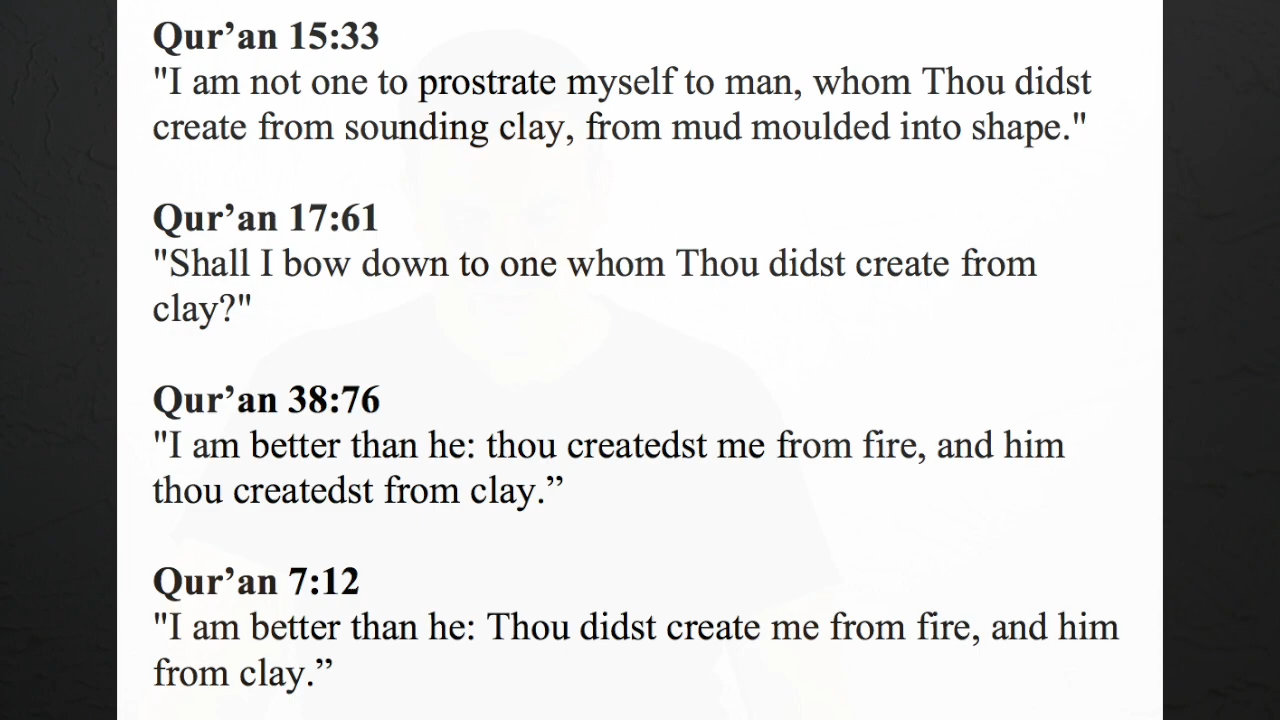 Qur’an 15:33
"I am not one to prostrate myself to man, whom Thou didst
create from sounding clay, from mud moulded into shape."
Qur’an 17:61
"Shall I bow down to one whom Thou didst create from
clay?"
Qur’an 38:76
"I am better than he: thou createdst me from fire, and him
thou createdst from clay.”
Qur’an 7:12
"I am better than he: Thou didst create me from fire, and him
from clay.”